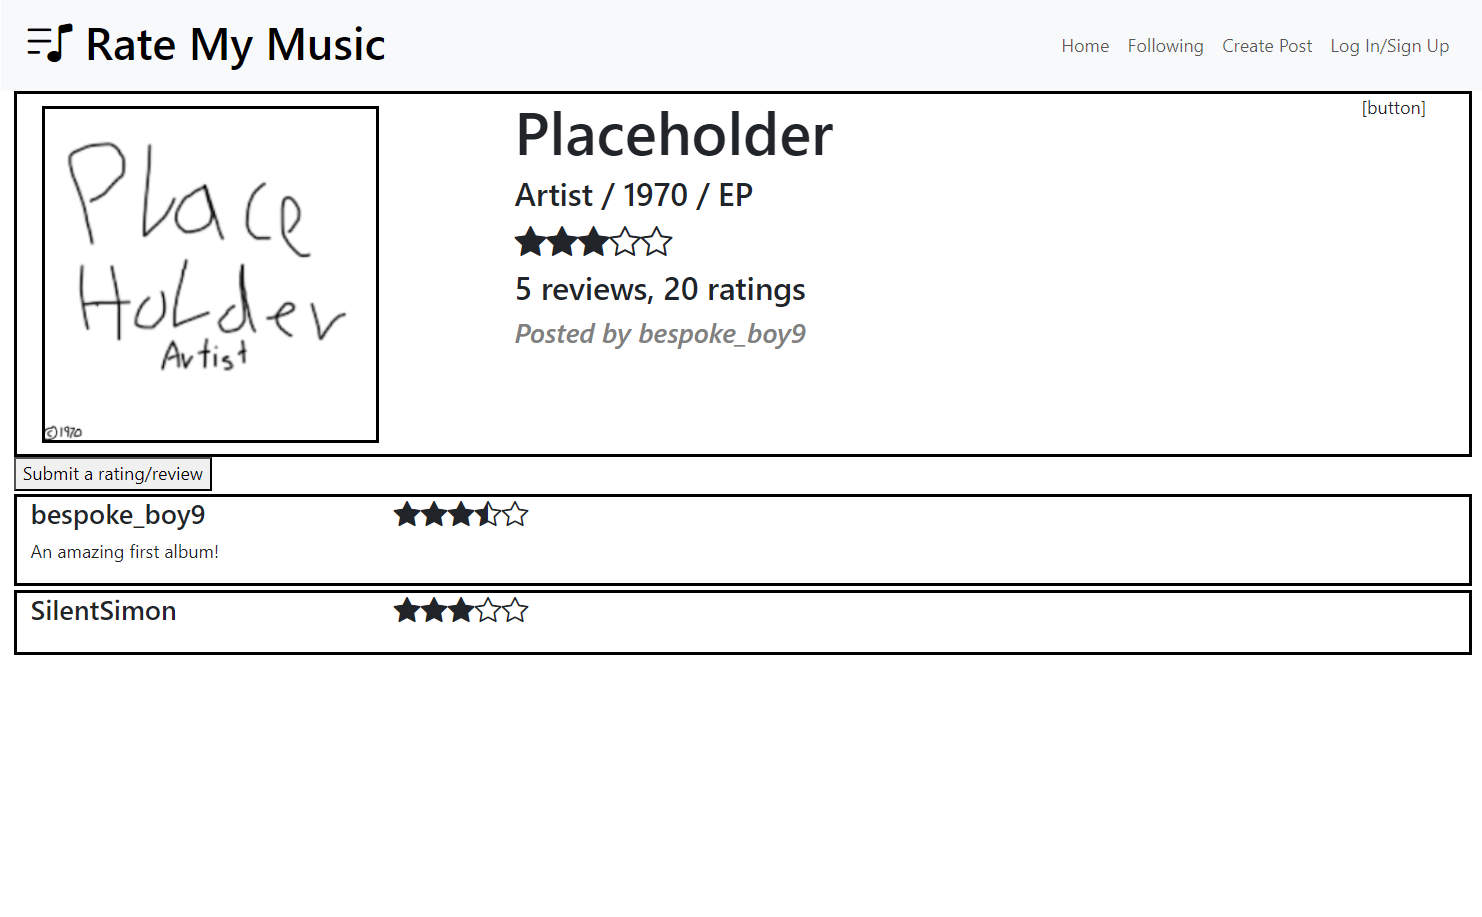 Rate My Music
Home Following Create Post Log In/Sign Up
[button]
Place
Holder
Artist
©1970
Placeholder
Artist / 1970 / EP
5 reviews, 20 ratings
Posted by bespoke_boy9
Submit a rating/review
bespoke_boy9
An amazing first album!
SilentSimon